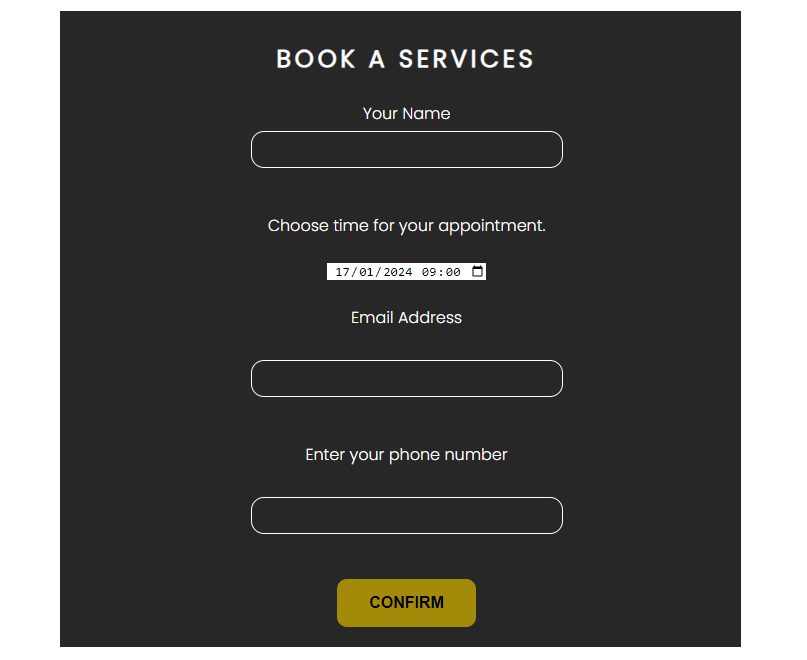 BOOK A SERVICES
Your Name
Choose time for your appointment.
17/01/2024 09:00
Email Address
Enter your phone number
CONFIRM